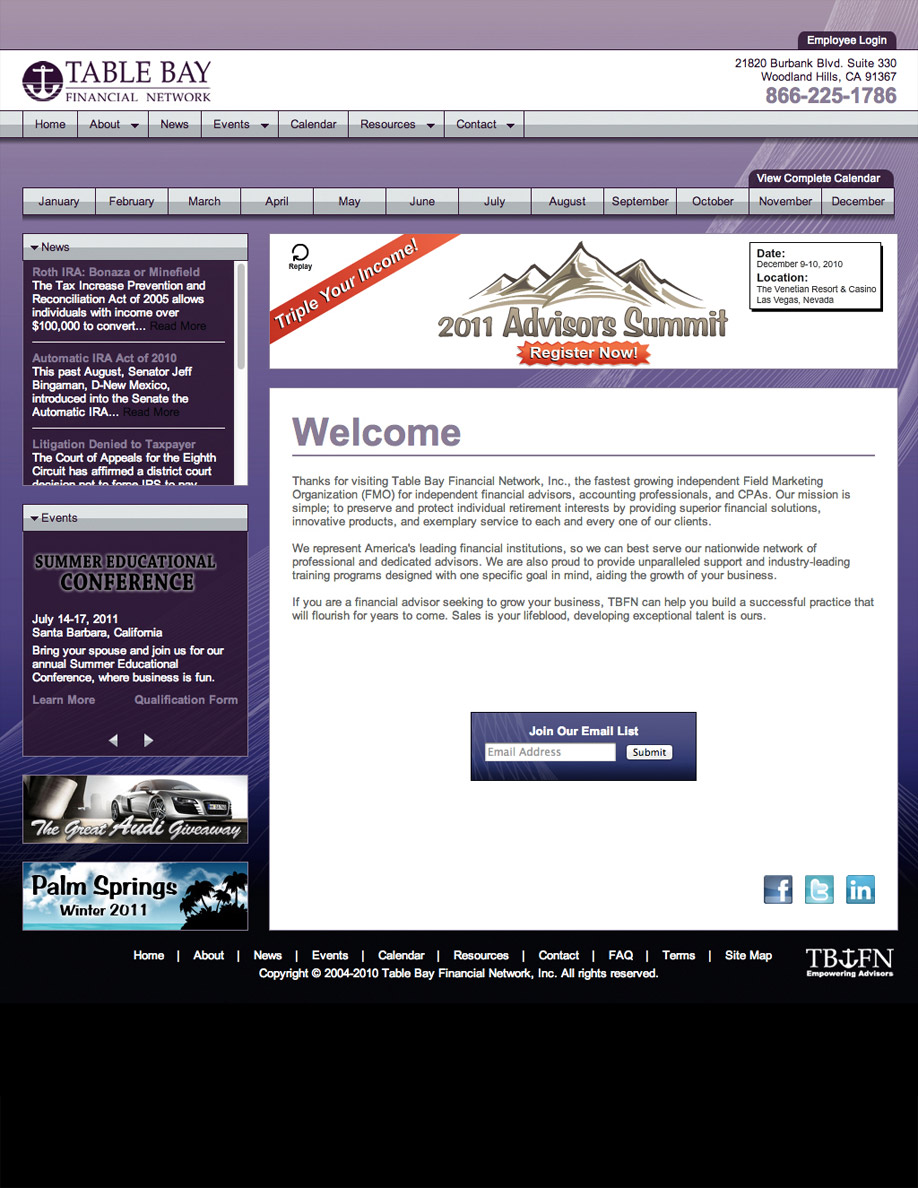 Employee Login
TABLE BAY
FINANCIAL NETWORK
21820 Burbank Blvd. Suite 330
Woodland Hills, CA 91367
866-225-1786
Home About News Events Calendar Resources Contact
View Complete Calendar
January February March April May June July August September October November December
News
Roth IRA: Bonaza or Minefield
The Tax Increase Prevention and
Reconciliation Act of 2005 allows
individuals with income over
$100,000 to convert... Read More
Automatic IRA Act of 2010
This past August, Senator Jeff
Bingaman, D-New Mexico,
introduced into the Senate the
Automatic IRA... Read More
Litigation Denied to Taxpayer
The Court of Appeals for the Eighth
Circuit has affirmed a district court
decision not to force IRS to pay
Replay
Triple Your Income!
2011 Advisors Summit
Register Now!
Date:
December 9-10, 2010
Location:
The Venetian Resort & Casino
Las Vegas, Nevada
Events
SUMMER EDUCATIONAL
CONFERENCE
July 14-17, 2011
Santa Barbara, California
Bring your spouse and join us for our
annual Summer Educational
Conference, where business is fun.
Learn More Qualification Form
The Great Audi Giveaway
Palm Springs
Winter 2011
Welcome
Thanks for visiting Table Bay Financial Network, Inc., the fastest growing independent Field Marketing
Organization (FMO) for independent financial advisors, accounting professionals, and CPAs. Our mission is
simple; to preserve and protect individual retirement interests by providing superior financial solutions,
innovative products, and exemplary service to each and every one of our clients.
We represent America's leading financial institutions, so we can best serve our nationwide network of
professional and dedicated advisors. We are also proud to provide unparalleled support and industry-leading
training programs designed with one specific goal in mind, aiding the growth of your business.
If you are a financial advisor seeking to grow your business, TBFN can help you build a successful practice that
will flourish for years to come. Sales is your lifeblood, developing exceptional talent is ours.
Join Our Email List
Email Address Submit
f t in
Home | About | News | Events | Calendar | Resources | Contact | FAQ | Terms | Site Map
Copyright © 2004-2010 Table Bay Financial Network, Inc. All rights reserved.
TBFN
Empowering Advisors